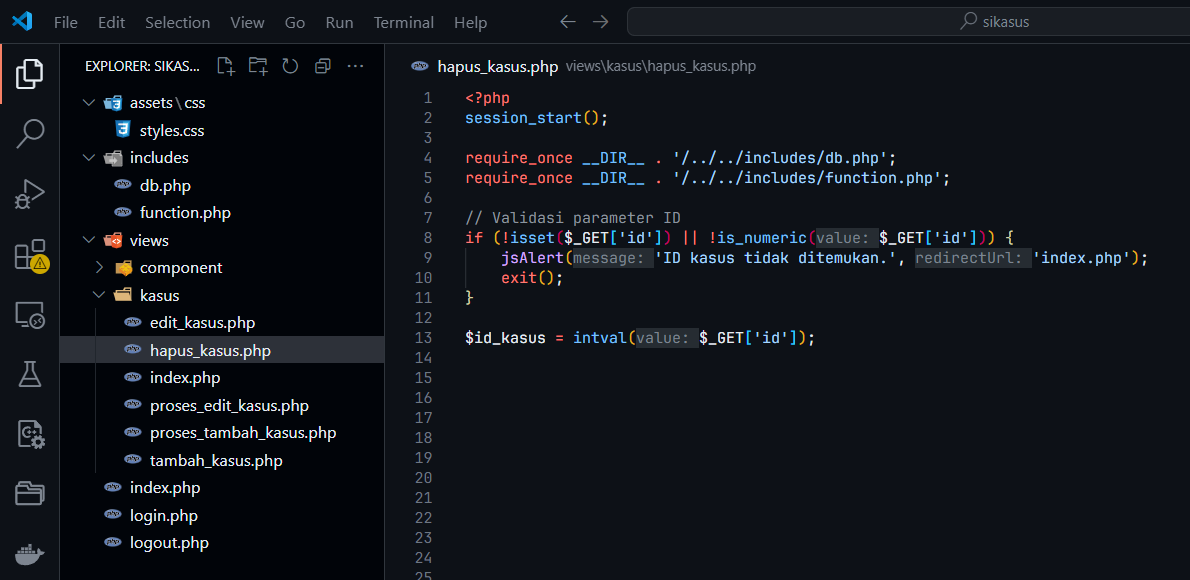 File Edit Selection View Go Run Terminal Help
sikasus
EXPLORER: SIKAS...
assets\css
styles.css
includes
db.php
function.php
views
component
kasus
edit_kasus.php
hapus_kasus.php
index.php
proses_edit_kasus.php
proses_tambah_kasus.php
tambah_kasus.php
index.php
login.php
logout.php
hapus_kasus.php views\kasus\hapus_kasus.php
1 <?php
2 session_start();
3
4 require_once __DIR__ . '/../../includes/db.php';
5 require_once __DIR__ . '/../../includes/function.php';
6
7 // Validasi parameter ID
8 if (!isset($_GET['id']) || !is_numeric(value: $_GET['id'])) {
9     jsAlert(message: 'ID kasus tidak ditemukan.', redirectUrl: 'index.php');
10     exit();
11 }
12
13 $id_kasus = intval(value: $_GET['id']);
14
15
16
17
18
19
20
21
22
23
24
25